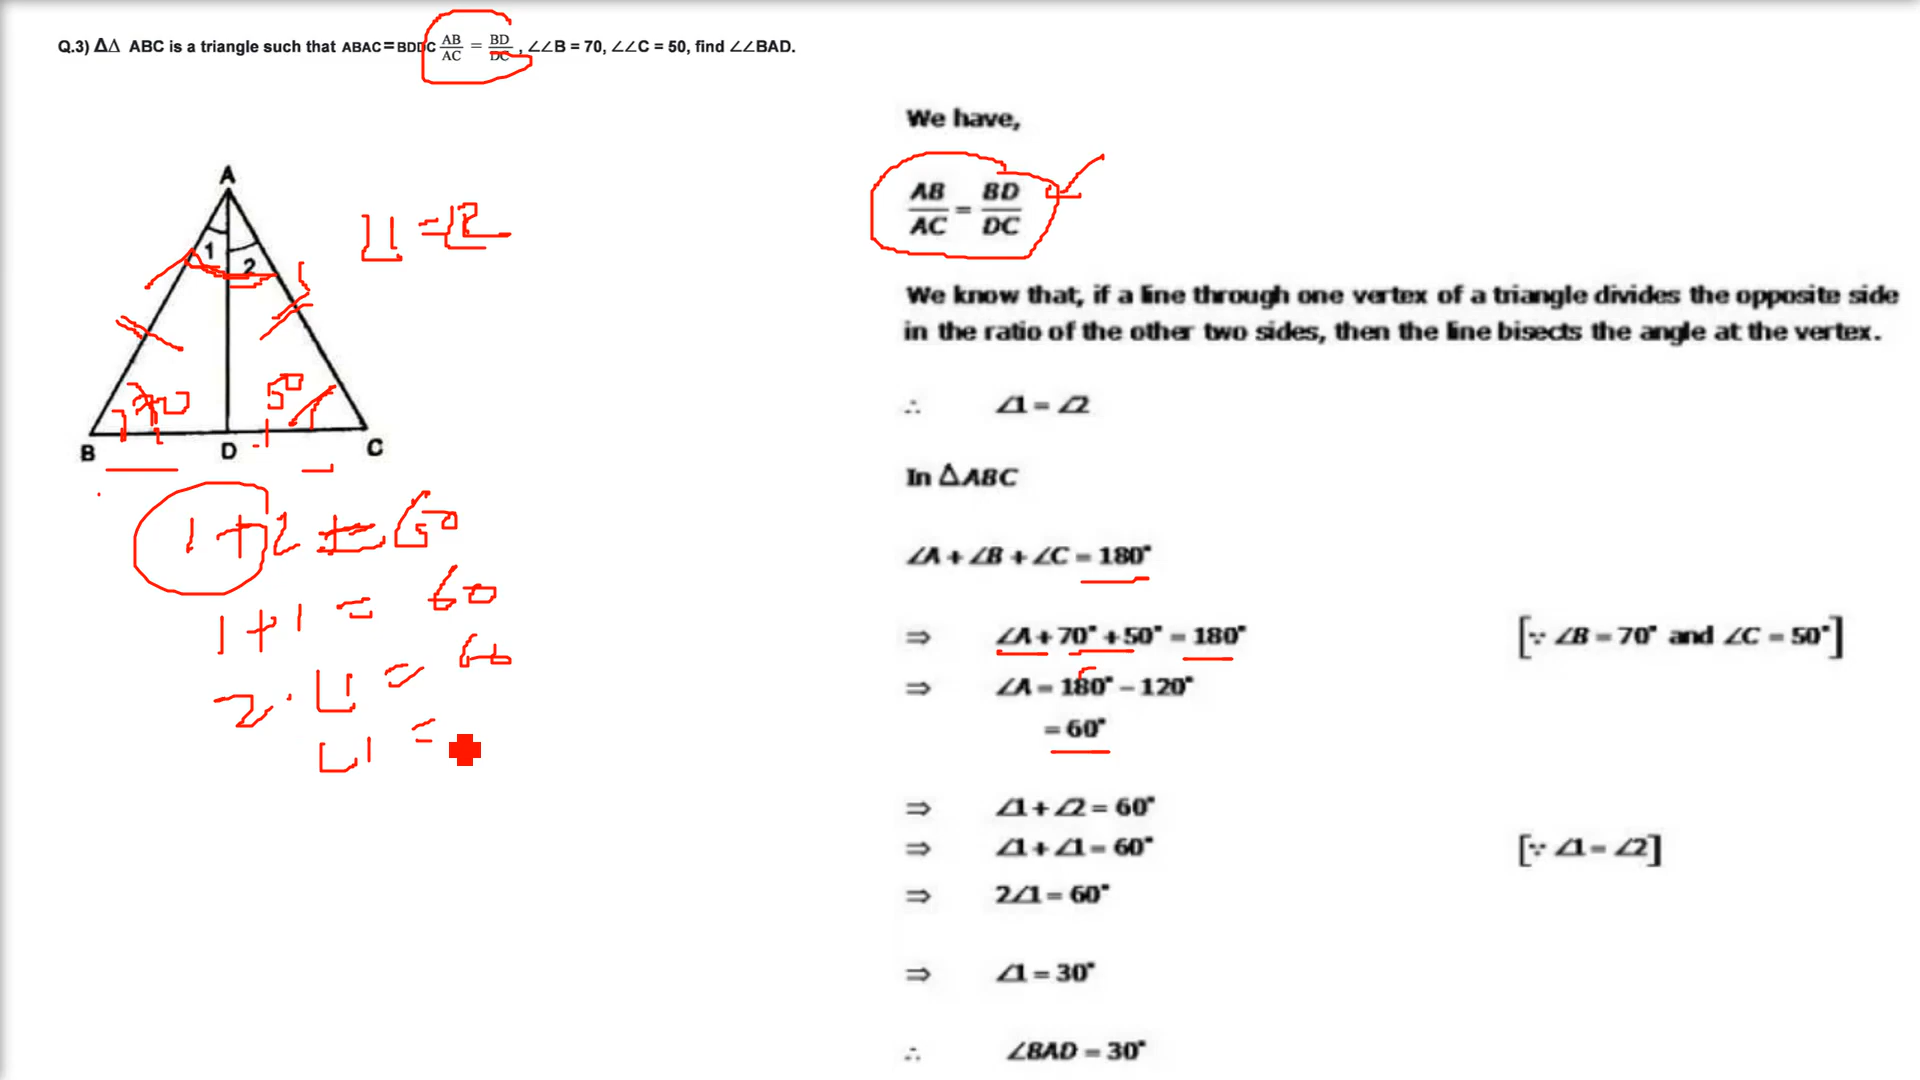 Q.3) ΔΔ ABC is a triangle such that ABAC=BDDC AB/AC = BD/DC , ∠∠B = 70, ∠∠C = 50, find ∠∠BAD.
We have,
AB/AC = BD/DC
We know that, if a line through one vertex of a triangle divides the opposite side
in the ratio of the other two sides, then the line bisects the angle at the vertex.
∴ ∠1 = ∠2
In ΔABC
∠A + ∠B + ∠C = 180°
⇒ ∠A + 70° + 50° = 180° [∵ ∠B = 70° and ∠C = 50°]
⇒ ∠A = 180° – 120°
= 60°
⇒ ∠1 + ∠2 = 60°
⇒ ∠1 + ∠1 = 60° [∵ ∠1 = ∠2]
⇒ 2∠1 = 60°
⇒ ∠1 = 30°
∴ ∠BAD = 30°
A
1
2
∠1 = ∠2
70
50
B
D
C
1+2 = 60
1+1 = 60
2·∠1 = 60
∠1 =